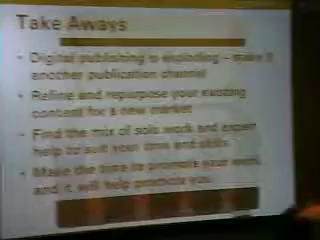 Take Aways
- Digital publishing is exploding – make it
another publication channel
- Refine and repurpose your existing
content for a new market
- Find the mix of solo work and expert
help to suit your time and skills
- Make the time to promote your work
and it will help promote you